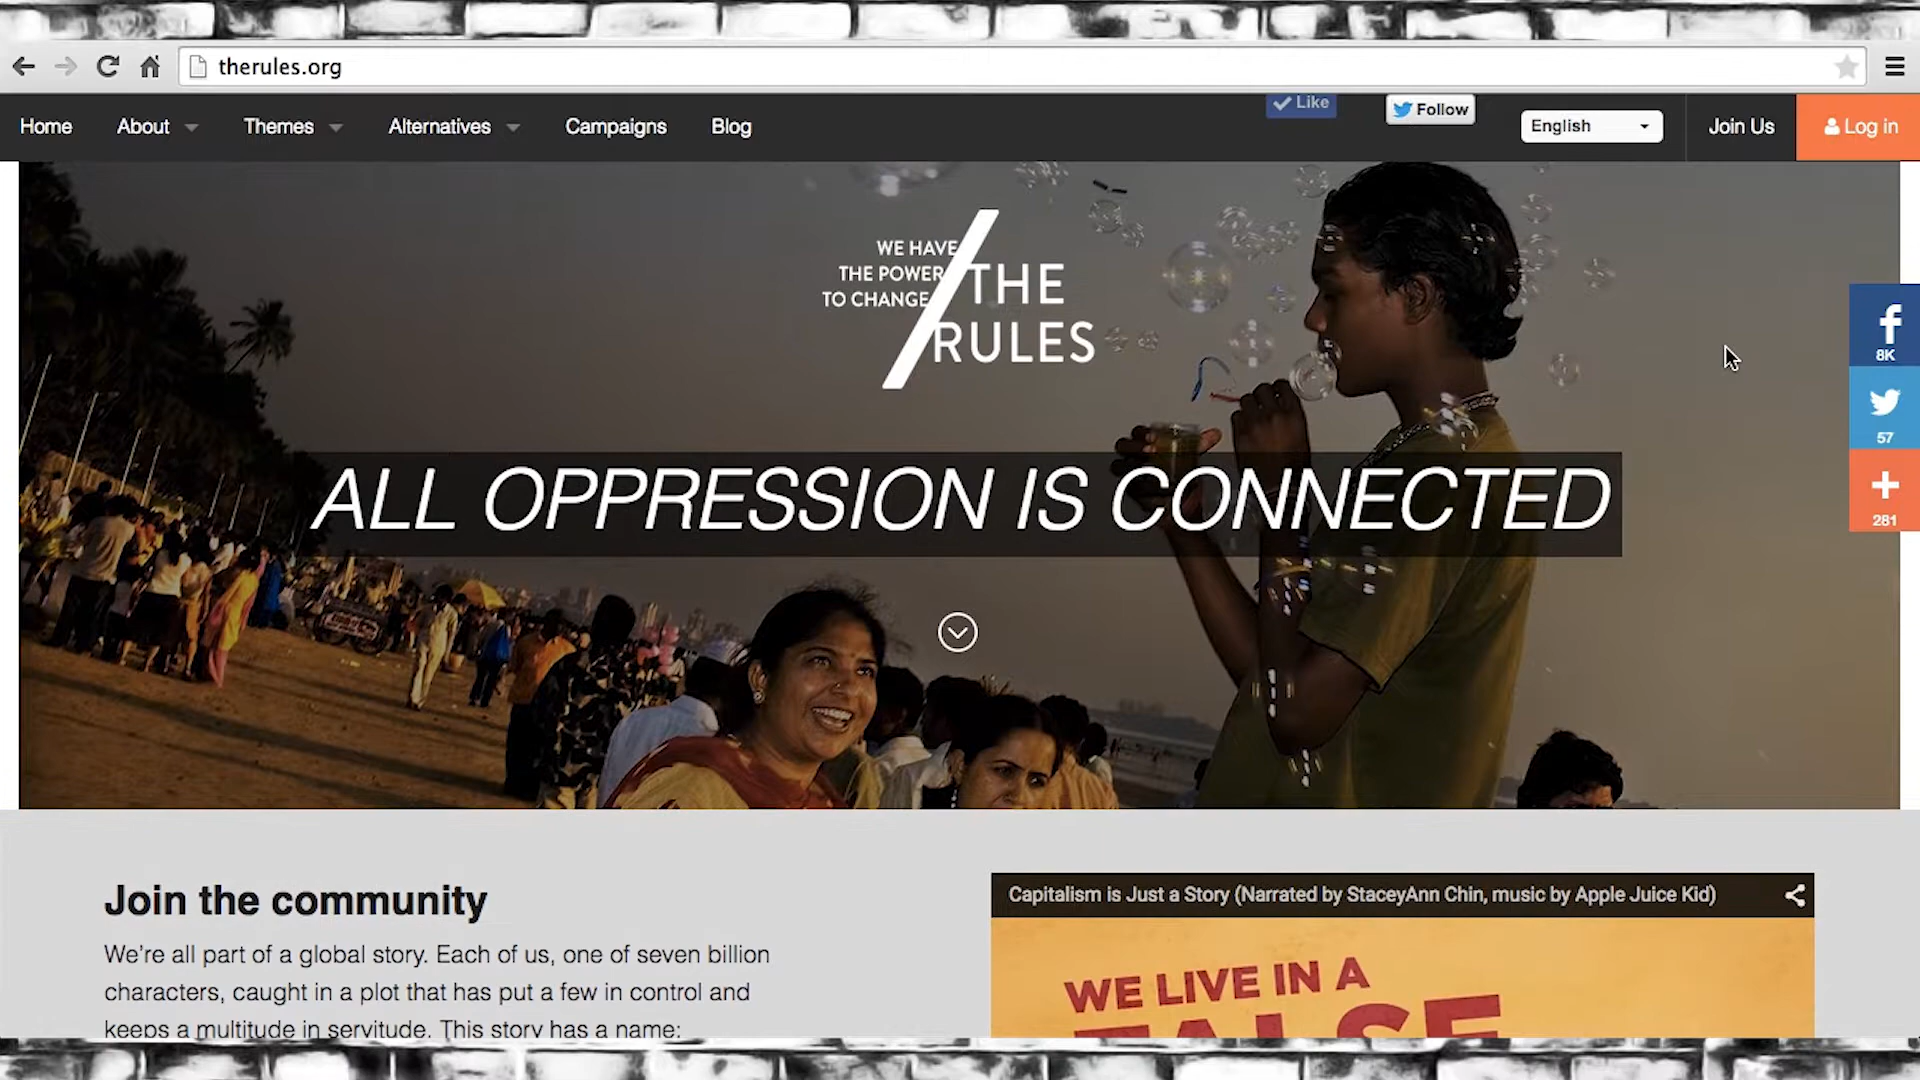 therules.org
Home About Themes Alternatives Campaigns Blog Like Follow English Join Us Log in
WE HAVE
THE POWER
TO CHANGE
THE
RULES
8K
57
281
ALL OPPRESSION IS CONNECTED
Join the community
We're all part of a global story. Each of us, one of seven billion
characters, caught in a plot that has put a few in control and
keeps a multitude in servitude. This story has a name:
Capitalism is Just a Story (Narrated by StaceyAnn Chin, music by Apple Juice Kid)
WE LIVE IN A
FALSE